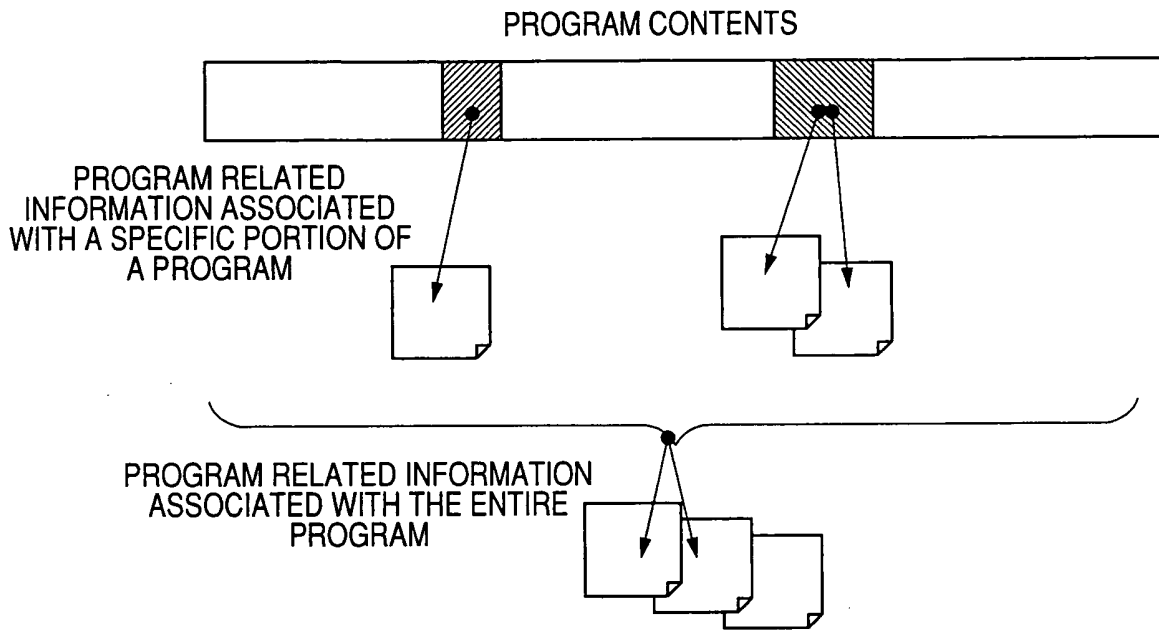 PROGRAM CONTENTS
PROGRAM RELATED
INFORMATION ASSOCIATED
WITH A SPECIFIC PORTION OF
A PROGRAM
PROGRAM RELATED INFORMATION
ASSOCIATED WITH THE ENTIRE
PROGRAM